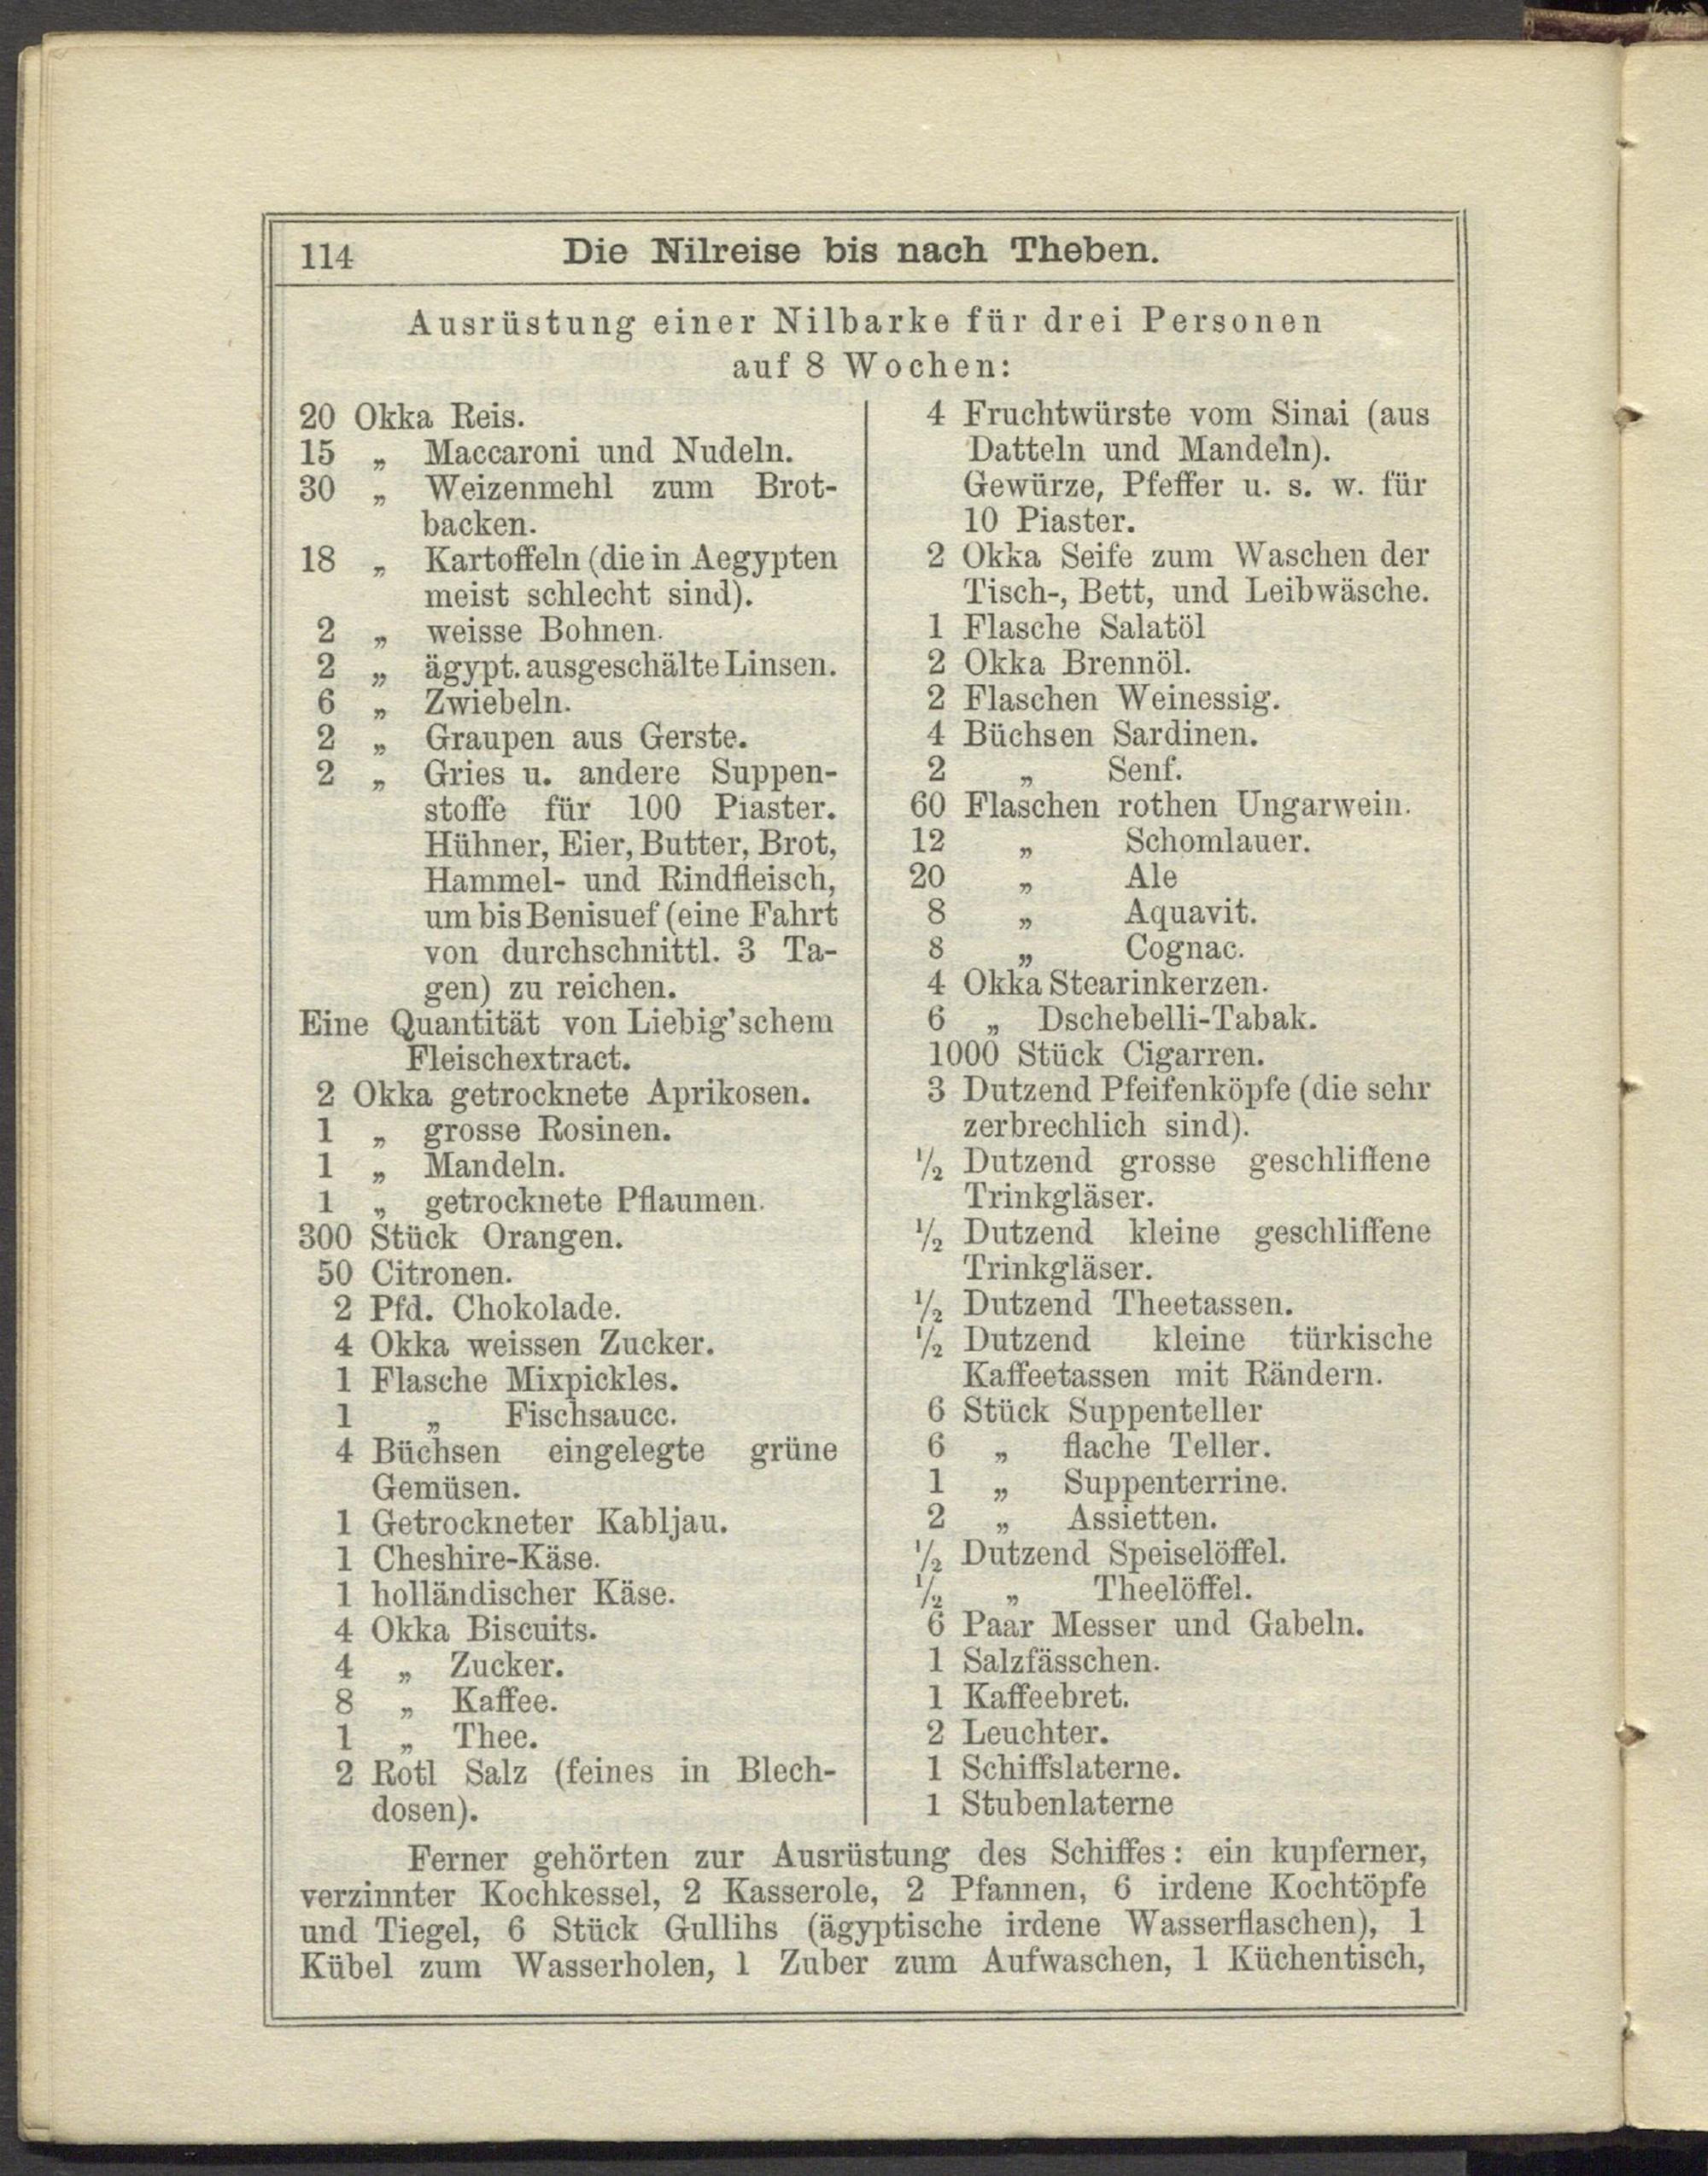 114
Die Nilreise bis nach Theben.
Ausrüstung einer Nilbarke für drei Personen
auf 8 Wochen:
20 Okka Reis.
15 „ Maccaroni und Nudeln.
30 „ Weizenmehl zum Brot-
backen.
18 „ Kartoffeln (die in Aegypten
meist schlecht sind).
2 „ weisse Bohnen.
2 „ ägypt. ausgeschälte Linsen.
6 „ Zwiebeln.
2 „ Graupen aus Gerste.
2 „ Gries u. andere Suppen-
stoffe für 100 Piaster.
Hühner, Eier, Butter, Brot,
Hammel- und Rindfleisch,
um bis Benisuef (eine Fahrt
von durchschnittl. 3 Ta-
gen) zu reichen.
Eine Quantität von Liebig'schem
Fleischextract.
2 Okka getrocknete Aprikosen.
1 „ grosse Rosinen.
1 „ Mandeln.
1 „ getrocknete Pflaumen.
300 Stück Orangen.
50 Citronen.
2 Pfd. Chokolade.
4 Okka weissen Zucker.
1 Flasche Mixpickles.
1 „ Fischsaucc.
4 Büchsen eingelegte grüne
Gemüsen.
1 Getrockneter Kabljau.
1 Cheshire-Käse.
1 holländischer Käse.
4 Okka Biscuits.
4 „ Zucker.
8 „ Kaffee.
1 „ Thee.
2 Rotl Salz (feines in Blech-
dosen).
4 Fruchtwürste vom Sinai (aus
Datteln und Mandeln).
Gewürze, Pfeffer u. s. w. für
10 Piaster.
2 Okka Seife zum Waschen der
Tisch-, Bett, und Leibwäsche.
1 Flasche Salatöl
2 Okka Brennöl.
2 Flaschen Weinessig.
4 Büchsen Sardinen.
2 „ Senf.
60 Flaschen rothen Ungarwein.
12 „ Schomlauer.
20 „ Ale
8 „ Aquavit.
8 „ Cognac.
4 Okka Stearinkerzen.
6 „ Dschebelli-Tabak.
1000 Stück Cigarren.
3 Dutzend Pfeifenköpfe (die sehr
zerbrechlich sind).
1/2 Dutzend grosse geschliffene
Trinkgläser.
1/2 Dutzend kleine geschliffene
Trinkgläser.
1/2 Dutzend Theetassen.
1/2 Dutzend kleine türkische
Kaffeetassen mit Rändern.
6 Stück Suppenteller
6 „ flache Teller.
1 „ Suppenterrine.
2 „ Assietten.
1/2 Dutzend Speiselöffel.
1/2 „ Theelöffel.
6 Paar Messer und Gabeln.
1 Salzfässchen.
1 Kaffeebret.
2 Leuchter.
1 Schiffslaterne.
1 Stubenlaterne
Ferner gehörten zur Ausrüstung des Schiffes: ein kupferner,
verzinnter Kochkessel, 2 Kasserole, 2 Pfannen, 6 irdene Kochtöpfe
und Tiegel, 6 Stück Gullihs (ägyptische irdene Wasserflaschen), 1
Kübel zum Wasserholen, 1 Zuber zum Aufwaschen, 1 Küchentisch,